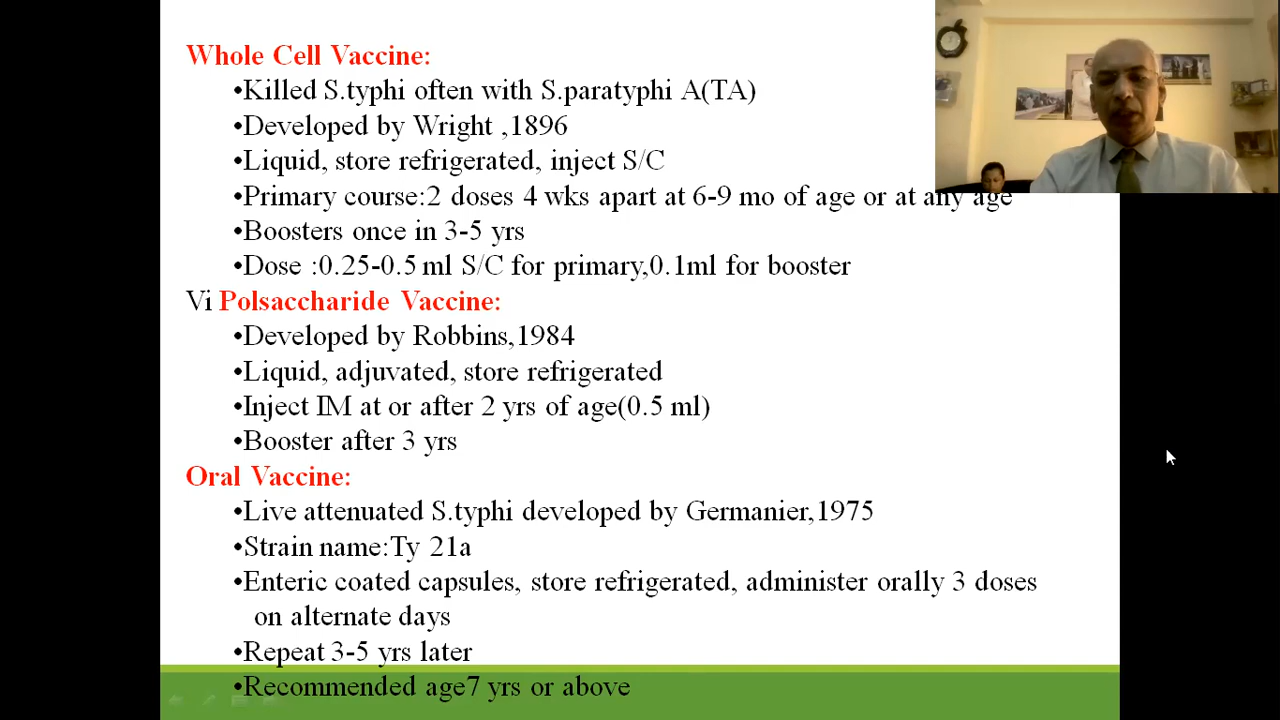 Whole Cell Vaccine:
•Killed S.typhi often with S.paratyphi A(TA)
•Developed by Wright ,1896
•Liquid, store refrigerated, inject S/C
•Primary course:2 doses 4 wks apart at 6-9 mo of age or at any age
•Boosters once in 3-5 yrs
•Dose :0.25-0.5 ml S/C for primary,0.1ml for booster
Vi Polsaccharide Vaccine:
•Developed by Robbins,1984
•Liquid, adjuvated, store refrigerated
•Inject IM at or after 2 yrs of age(0.5 ml)
•Booster after 3 yrs
Oral Vaccine:
•Live attenuated S.typhi developed by Germanier,1975
•Strain name:Ty 21a
•Enteric coated capsules, store refrigerated, administer orally 3 doses
on alternate days
•Repeat 3-5 yrs later
•Recommended age7 yrs or above